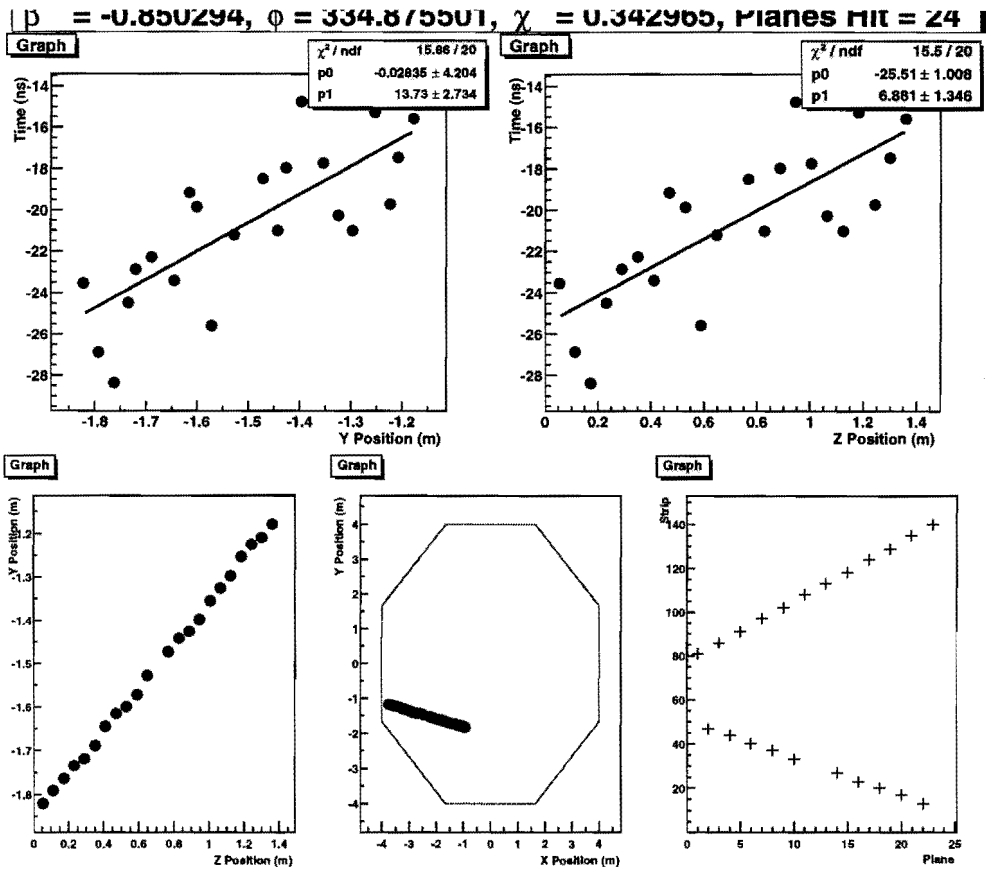 p = -0.850294, φ = 334.875501, χ = 0.342965, Planes Hit = 24
Graph
χ² / ndf 15.86 / 20
p0 -0.02835 ± 4.204
p1 13.73 ± 2.734
Time (ns)
-14
-16
-18
-20
-22
-24
-26
-28
-1.8 -1.7 -1.6 -1.5 -1.4 -1.3 -1.2
Y Position (m)
Graph
χ² / ndf 15.5 / 20
p0 -25.51 ± 1.008
p1 6.881 ± 1.346
Time (ns)
-14
-16
-18
-20
-22
-24
-26
-28
0 0.2 0.4 0.6 0.8 1 1.2 1.4
Z Position (m)
Graph
Y Position (m)
-1.2
-1.3
-1.4
-1.5
-1.6
-1.7
-1.8
0 0.2 0.4 0.6 0.8 1 1.2 1.4
Z Position (m)
Graph
Y Position (m)
4
3
2
1
0
-1
-2
-3
-4
-4 -3 -2 -1 0 1 2 3 4
X Position (m)
Graph
Strip
140
120
100
80
60
40
20
0 5 10 15 20 25
Plane